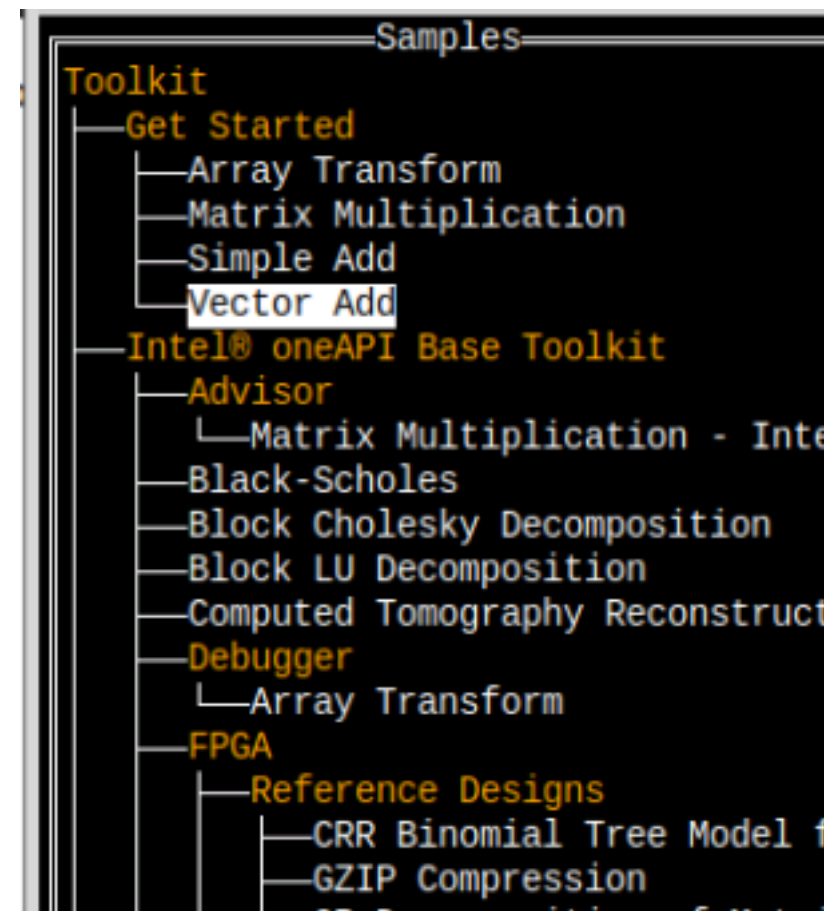 Samples
Toolkit
Get Started
Array Transform
Matrix Multiplication
Simple Add
Vector Add
Intel® oneAPI Base Toolkit
Advisor
Matrix Multiplication - Inte
Black-Scholes
Block Cholesky Decomposition
Block LU Decomposition
Computed Tomography Reconstruct
Debugger
Array Transform
FPGA
Reference Designs
CRR Binomial Tree Model f
GZIP Compression